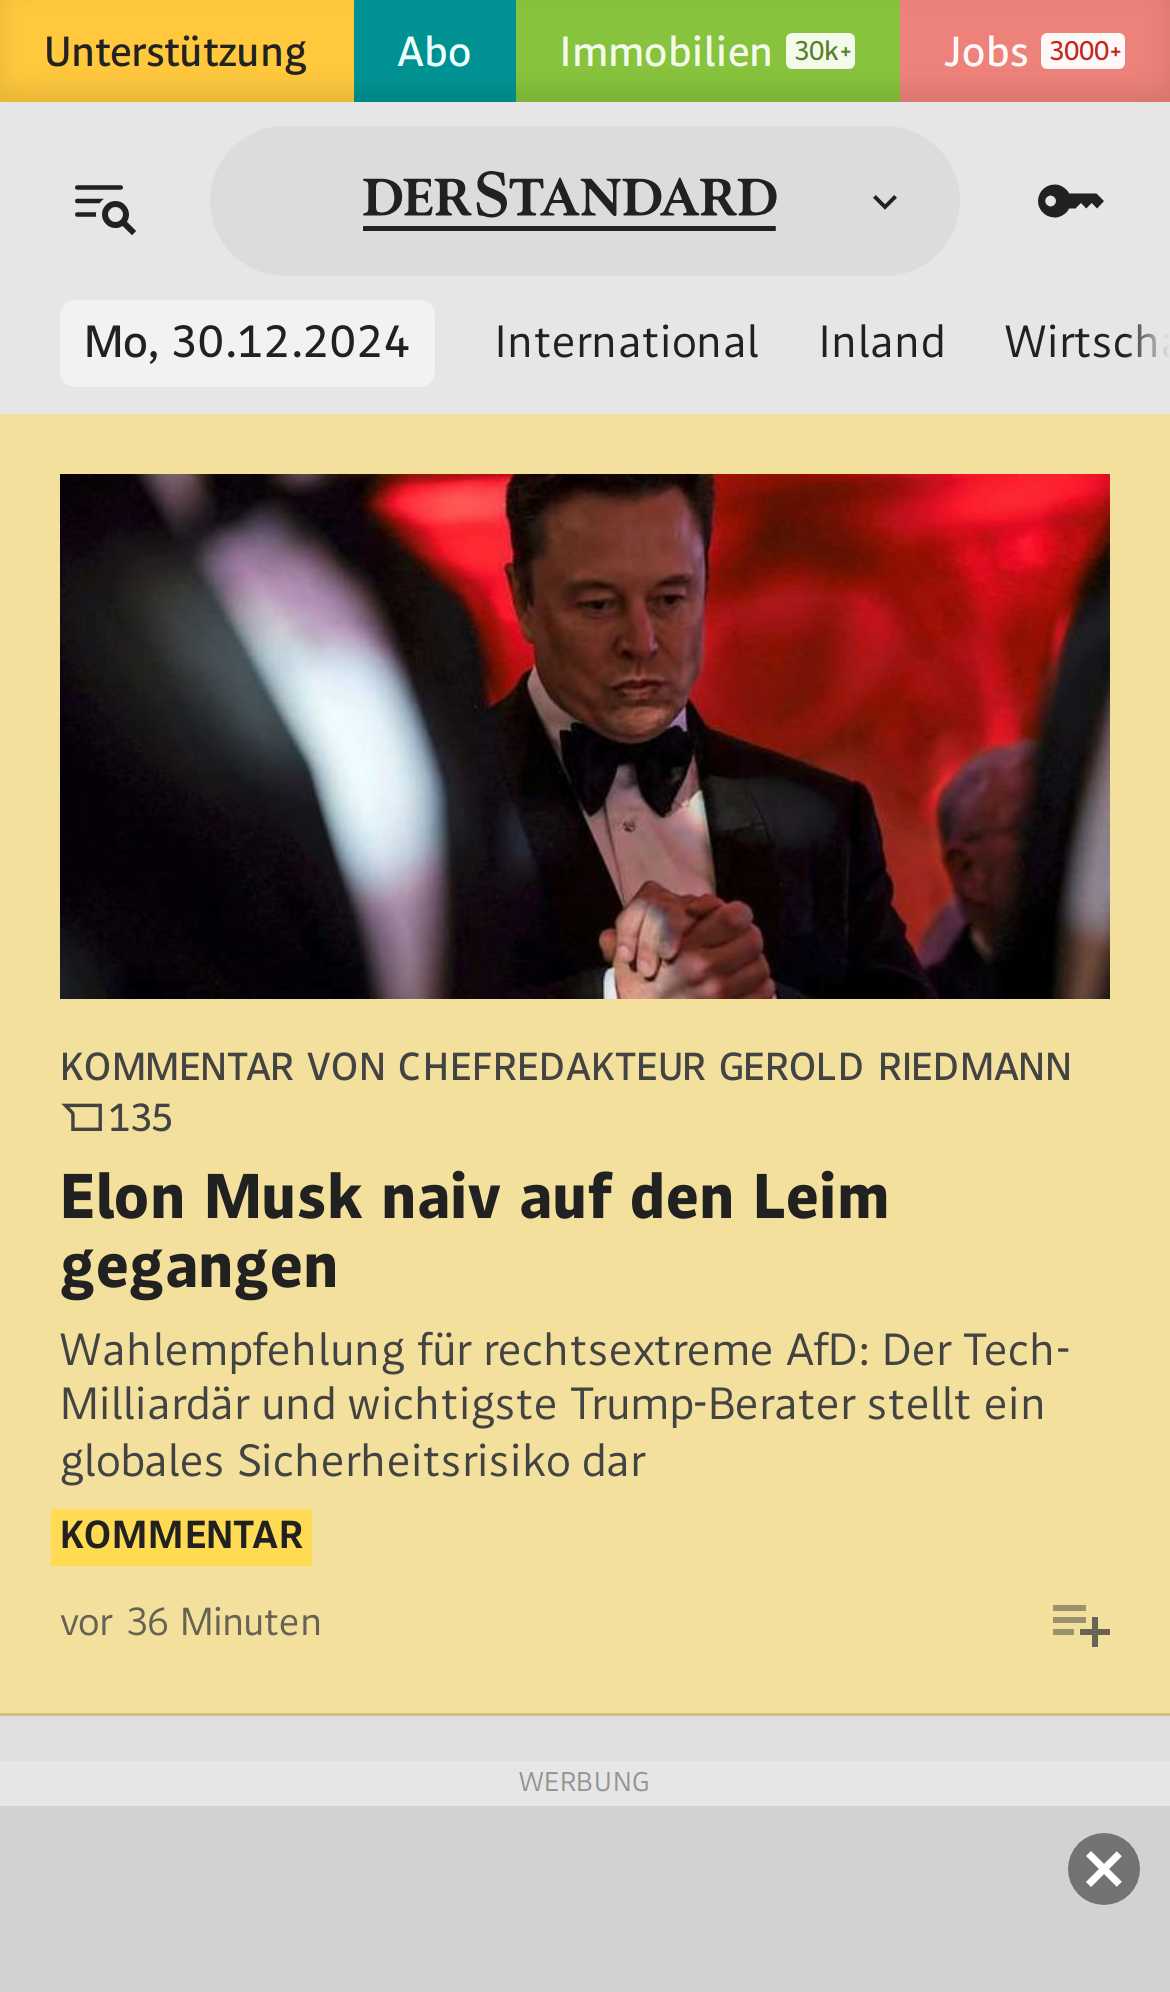 Unterstützung Abo Immobilien 30k+ Jobs 3000+
DERSTANDARD
Mo, 30.12.2024 International Inland Wirtscha
KOMMENTAR VON CHEFREDAKTEUR GEROLD RIEDMANN
135
Elon Musk naiv auf den Leim
gegangen
Wahlempfehlung für rechtsextreme AfD: Der Tech-
Milliardär und wichtigste Trump-Berater stellt ein
globales Sicherheitsrisiko dar
KOMMENTAR
vor 36 Minuten
WERBUNG